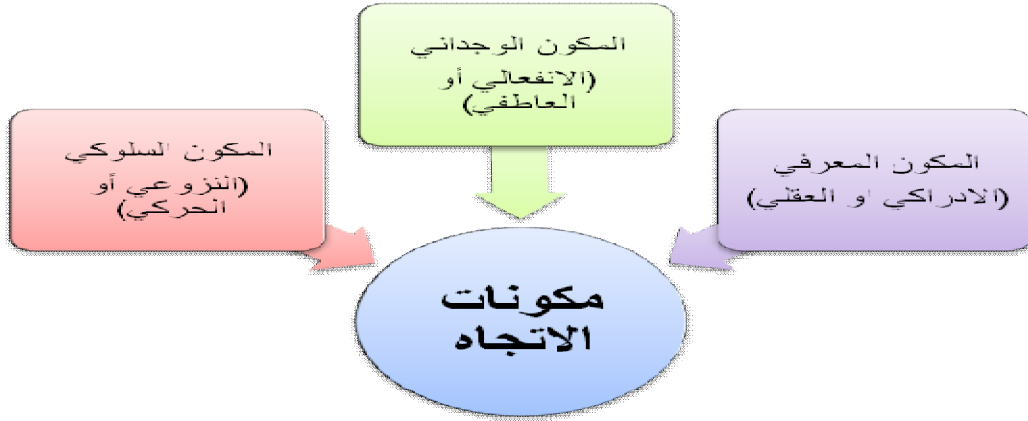 المكون الوجداني
(الانفعالي أو
العاطفي)
المكون المعرفي
(الادراكي او العقلي)
المكون السلوكي
(النزوعي أو
الحركي)
مكونات
الاتجاه